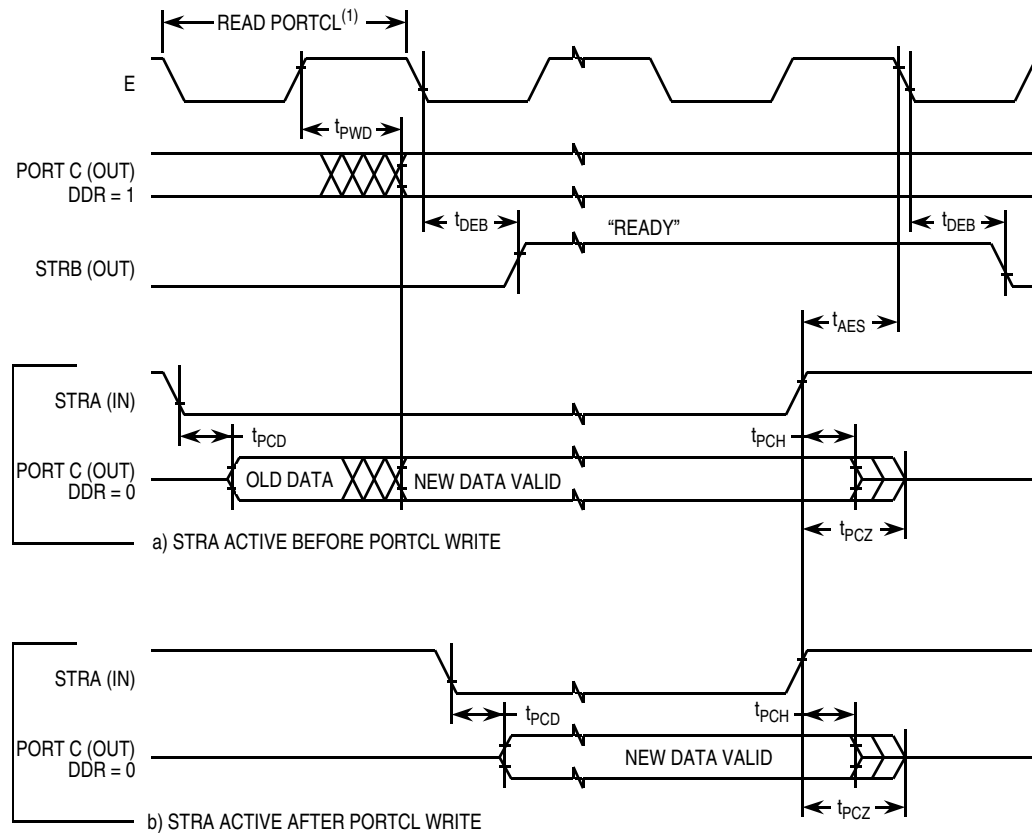 READ PORTCL(1)
E
tPWD
PORT C (OUT)
DDR = 1
tDEB
"READY"
tDEB
STRB (OUT)
tAES
STRA (IN)
tPCD
tPCH
PORT C (OUT)
DDR = 0
OLD DATA
NEW DATA VALID
tPCZ
a) STRA ACTIVE BEFORE PORTCL WRITE
STRA (IN)
tPCD
tPCH
PORT C (OUT)
DDR = 0
NEW DATA VALID
tPCZ
b) STRA ACTIVE AFTER PORTCL WRITE